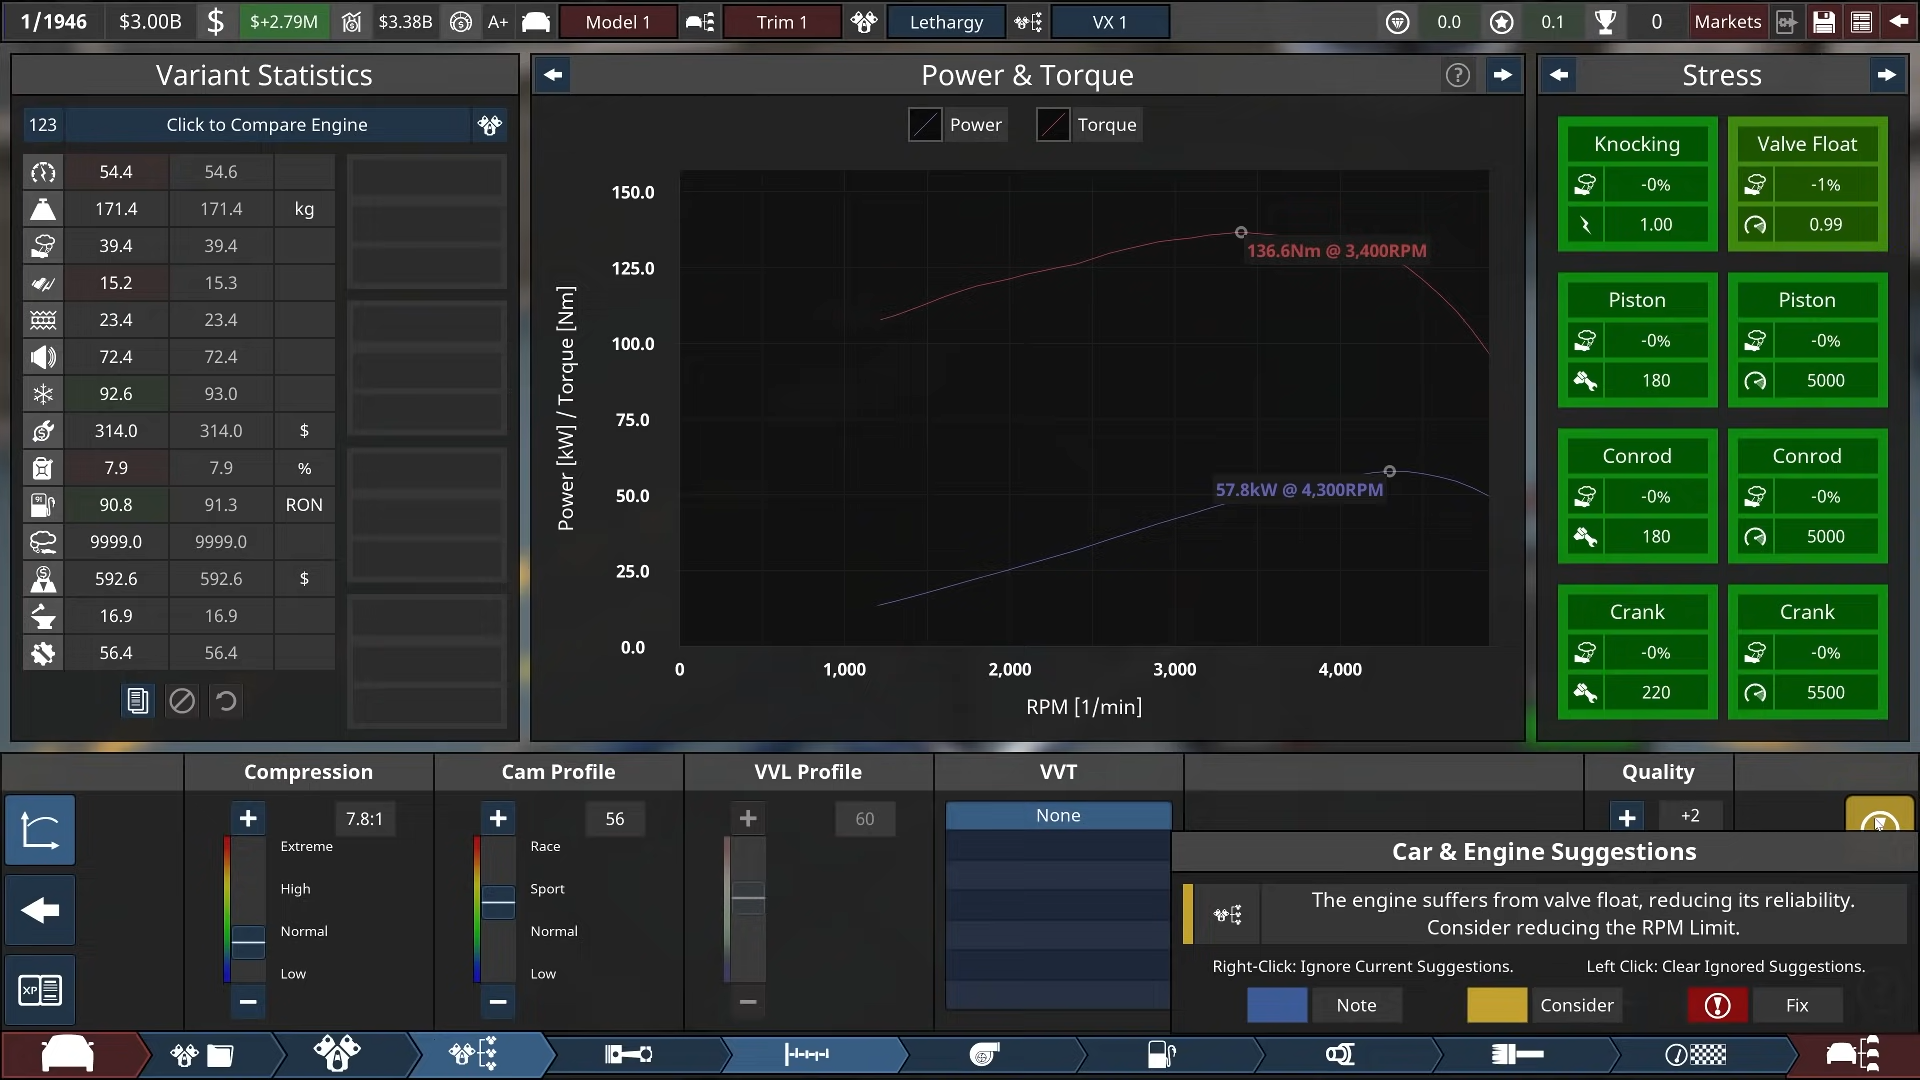 1/1946 $3.00B $+2.79M $3.38B A+ Model 1 Trim 1 Lethargy VX 1 0.0 0.1 0 Markets
Variant Statistics
123 Click to Compare Engine
54.4 54.6
171.4 171.4 kg
39.4 39.4
15.2 15.3
23.4 23.4
72.4 72.4
92.6 93.0
314.0 314.0 $
7.9 7.9 %
91
90.8 91.3 RON
9999.0 9999.0
592.6 592.6 $
16.9 16.9
56.4 56.4
Power & Torque
?
Power Torque
Power [kW] / Torque [Nm]
150.0
125.0
100.0
75.0
50.0
25.0
0.0
136.6Nm @ 3,400RPM
57.8kW @ 4,300RPM
0 1,000 2,000 3,000 4,000
RPM [1/min]
Stress
Knocking Valve Float
-0% -1%
1.00 0.99
Piston Piston
-0% -0%
180 5000
Conrod Conrod
-0% -0%
180 5000
Crank Crank
-0% -0%
220 5500
Compression Cam Profile VVL Profile VVT Quality
+ 7.8:1
Extreme
High
Normal
Low
−
+ 56
Race
Sport
Normal
Low
−
+ 60
−
None
+ +2
XP
Car & Engine Suggestions
The engine suffers from valve float, reducing its reliability.
Consider reducing the RPM Limit.
Right-Click: Ignore Current Suggestions. Left Click: Clear Ignored Suggestions.
Note Consider Fix